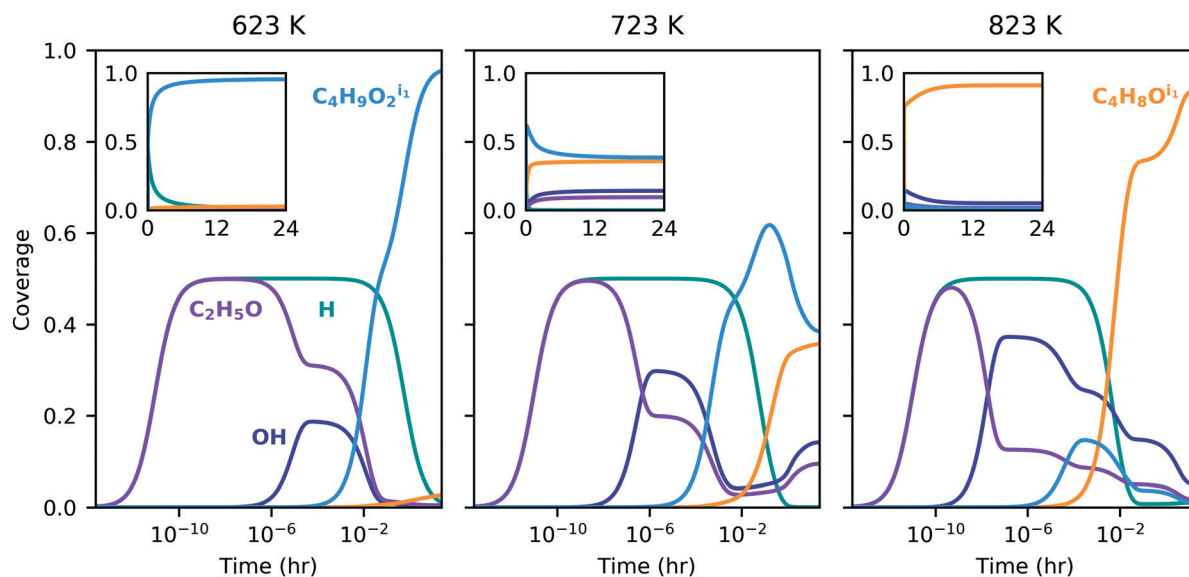 623 K
723 K
823 K
Coverage
1.0
0.8
0.6
0.4
0.2
0.0
1.0
0.5
0.0
0
12
24
C₄H₉O₂ⁱ¹
C₂H₅O
H
OH
10⁻¹⁰
10⁻⁶
10⁻²
Time (hr)
1.0
0.5
0.0
0
12
24
10⁻¹⁰
10⁻⁶
10⁻²
Time (hr)
1.0
0.5
0.0
0
12
24
C₄H₈Oⁱ¹
10⁻¹⁰
10⁻⁶
10⁻²
Time (hr)